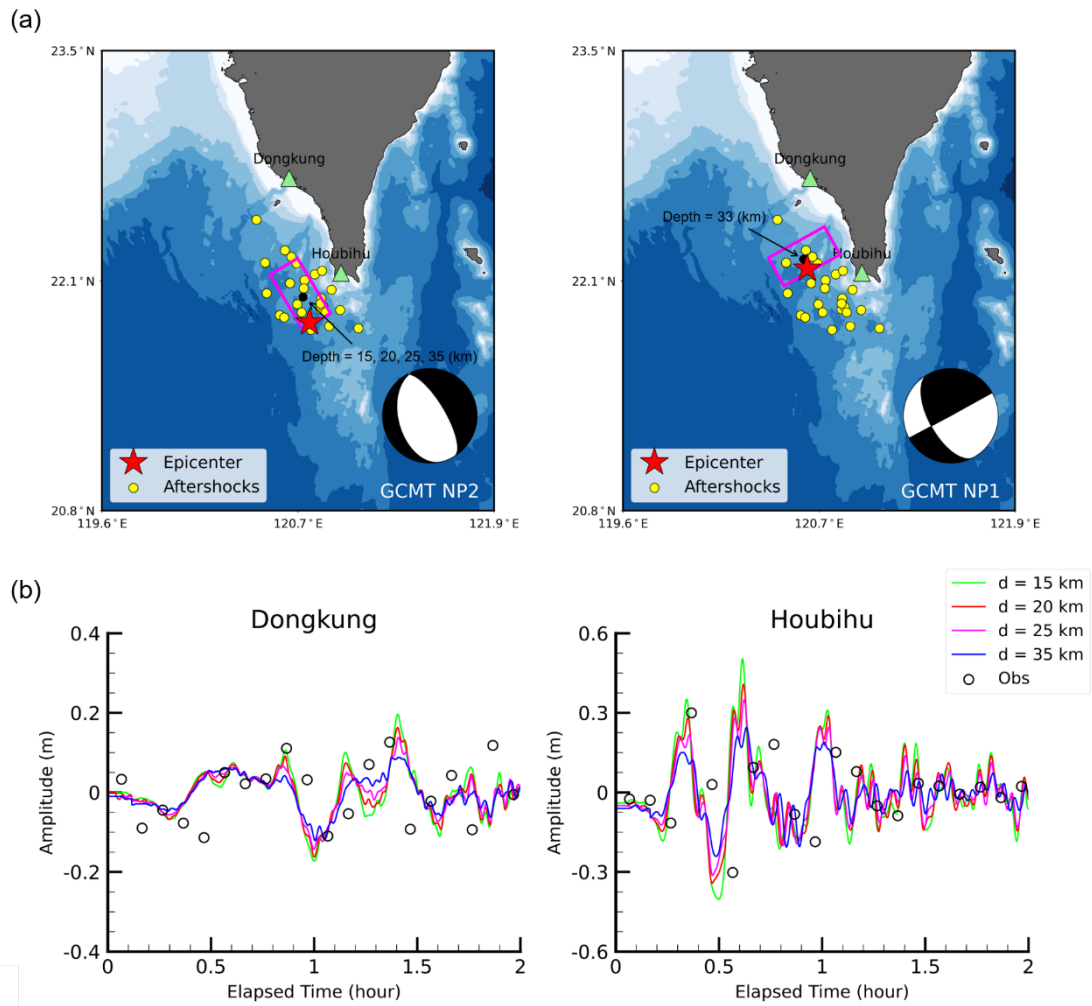 (a)
23.5°N
22.1°N
20.8°N
119.6°E
120.7°E
121.9°E
Dongkung
Houbihu
Depth = 15, 20, 25, 35 (km)
Epicenter
Aftershocks
GCMT NP2
23.5°N
22.1°N
20.8°N
119.6°E
120.7°E
121.9°E
Dongkung
Depth = 33 (km)
Houbihu
Epicenter
Aftershocks
GCMT NP1
(b)
d = 15 km
d = 20 km
d = 25 km
d = 35 km
Obs
Dongkung
Amplitude (m)
0.4
0.2
0
-0.2
-0.4
0
0.5
1
1.5
2
Elapsed Time (hour)
Houbihu
Amplitude (m)
0.6
0.3
0
-0.3
-0.6
0
0.5
1
1.5
2
Elapsed Time (hour)